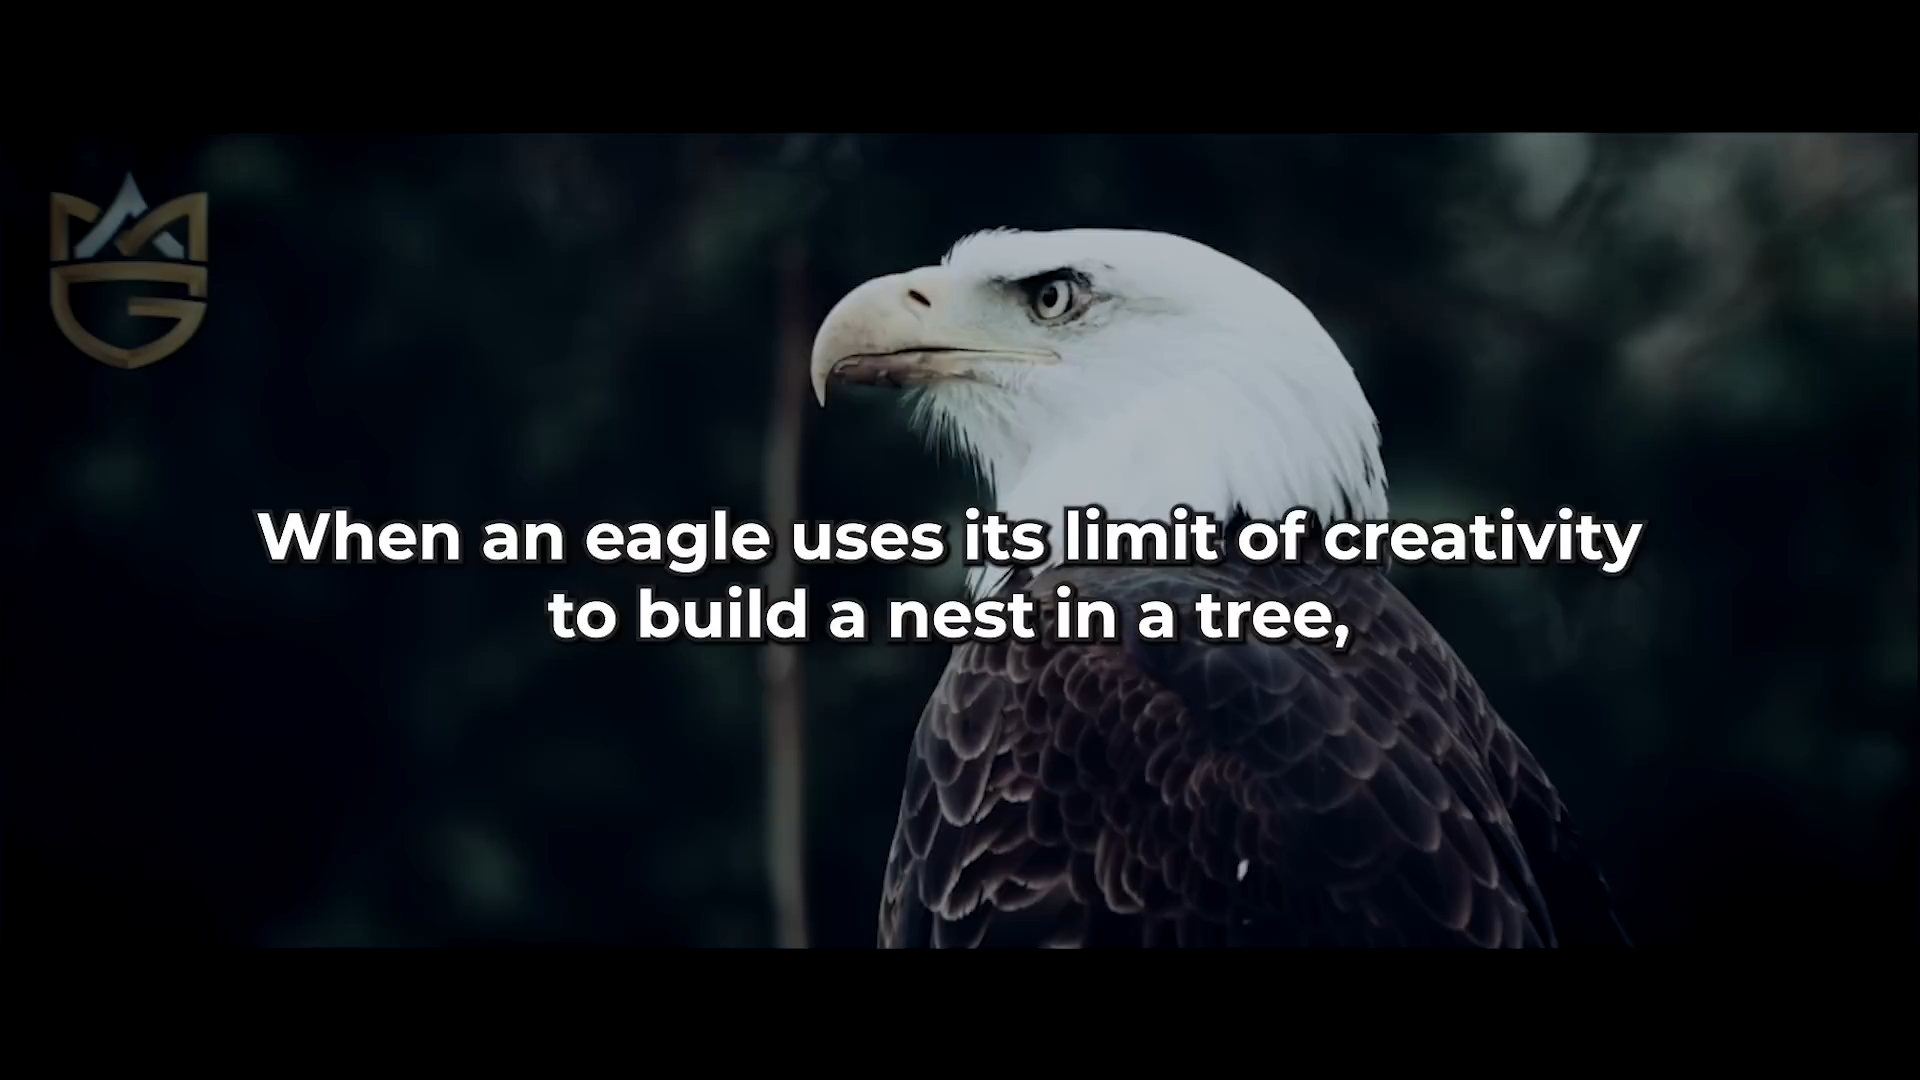 When an eagle uses its limit of creativity
to build a nest in a tree,